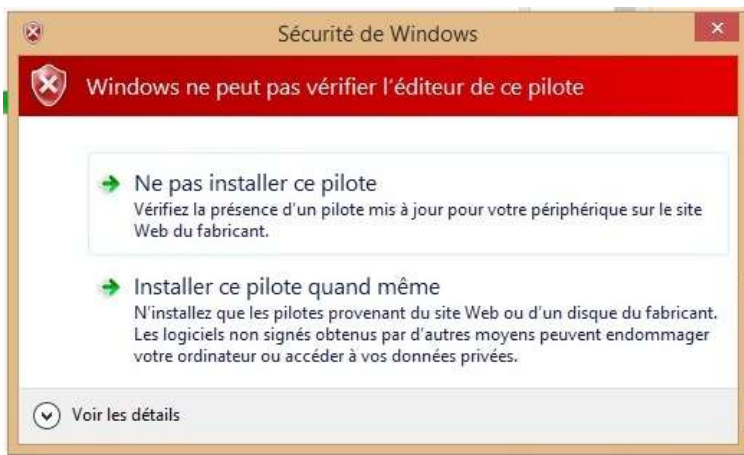 Sécurité de Windows
Windows ne peut pas vérifier l'éditeur de ce pilote
Ne pas installer ce pilote
Vérifiez la présence d'un pilote mis à jour pour votre périphérique sur le site
Web du fabricant.
Installer ce pilote quand même
N'installez que les pilotes provenant du site Web ou d'un disque du fabricant.
Les logiciels non signés obtenus par d'autres moyens peuvent endommager
votre ordinateur ou accéder à vos données privées.
Voir les détails